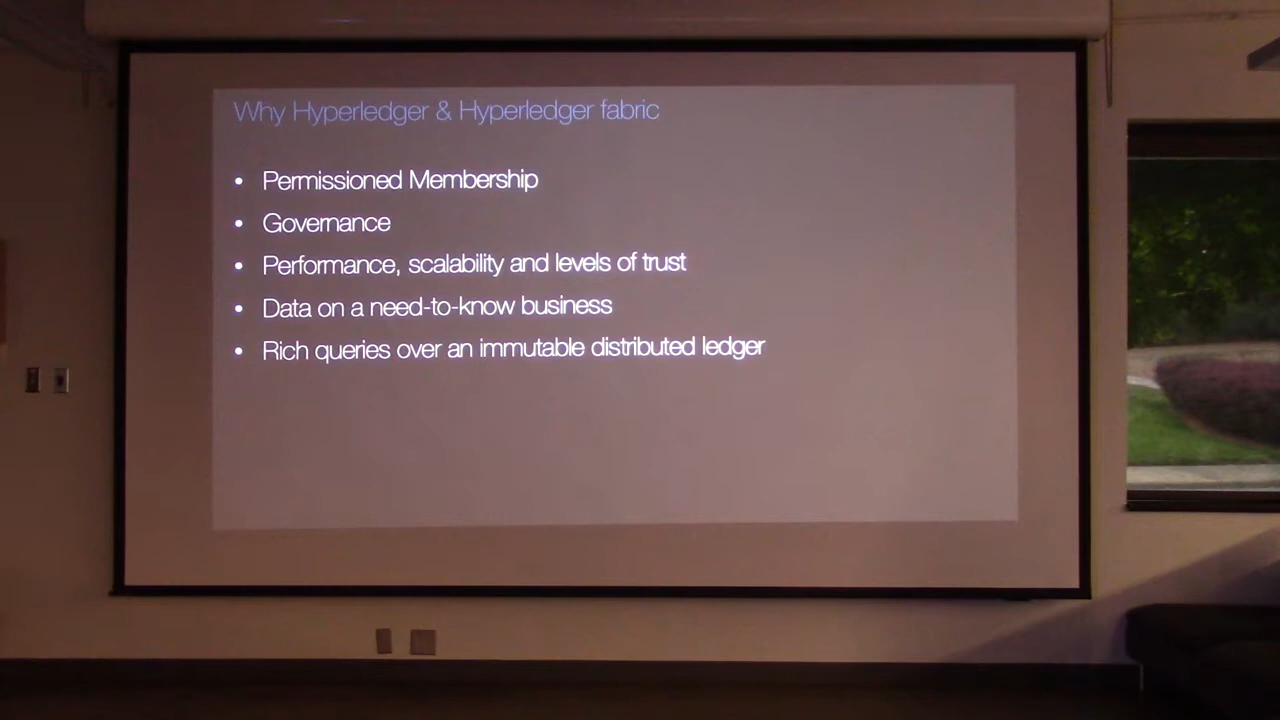 Why Hyperledger & Hyperledger fabric
• Permissioned Membership
• Governance
• Performance, scalability and levels of trust
• Data on a need-to-know business
• Rich queries over an immutable distributed ledger